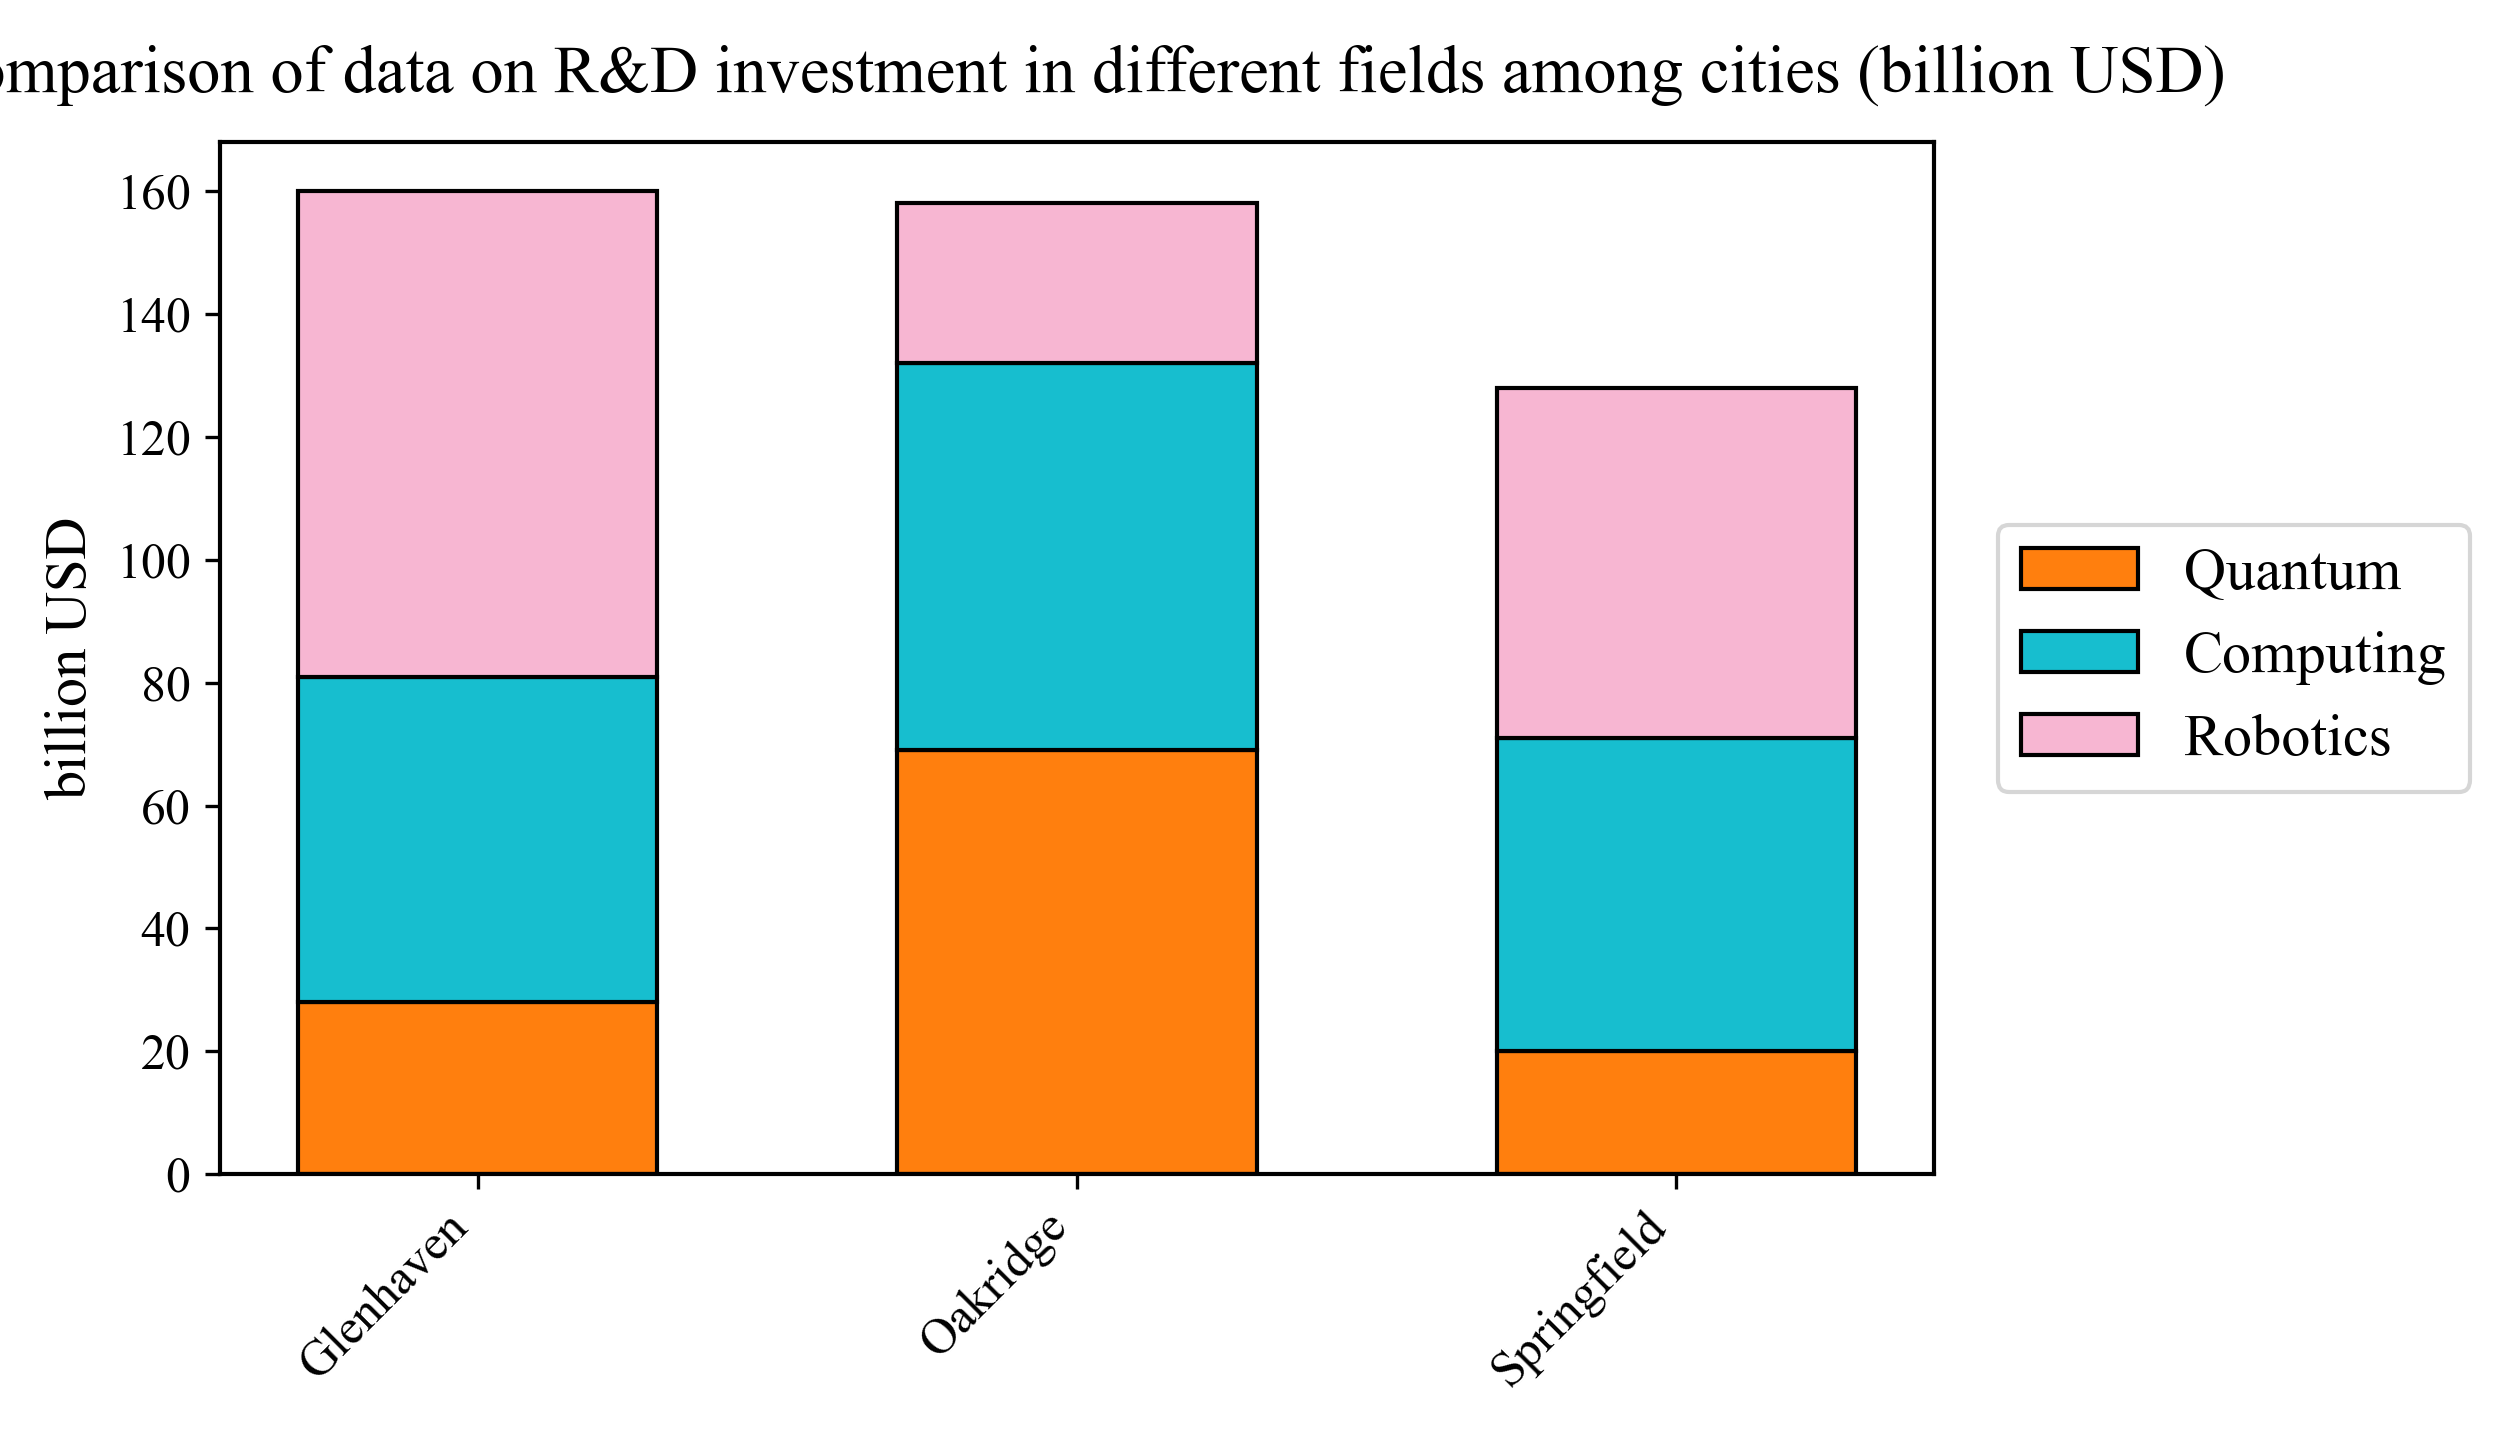 mparison of data on R&D investment in different fields among cities (billion USD)
160
140
120
100
80
60
40
20
0
billion USD
Glenhaven
Oakridge
Springfield
Quantum
Computing
Robotics